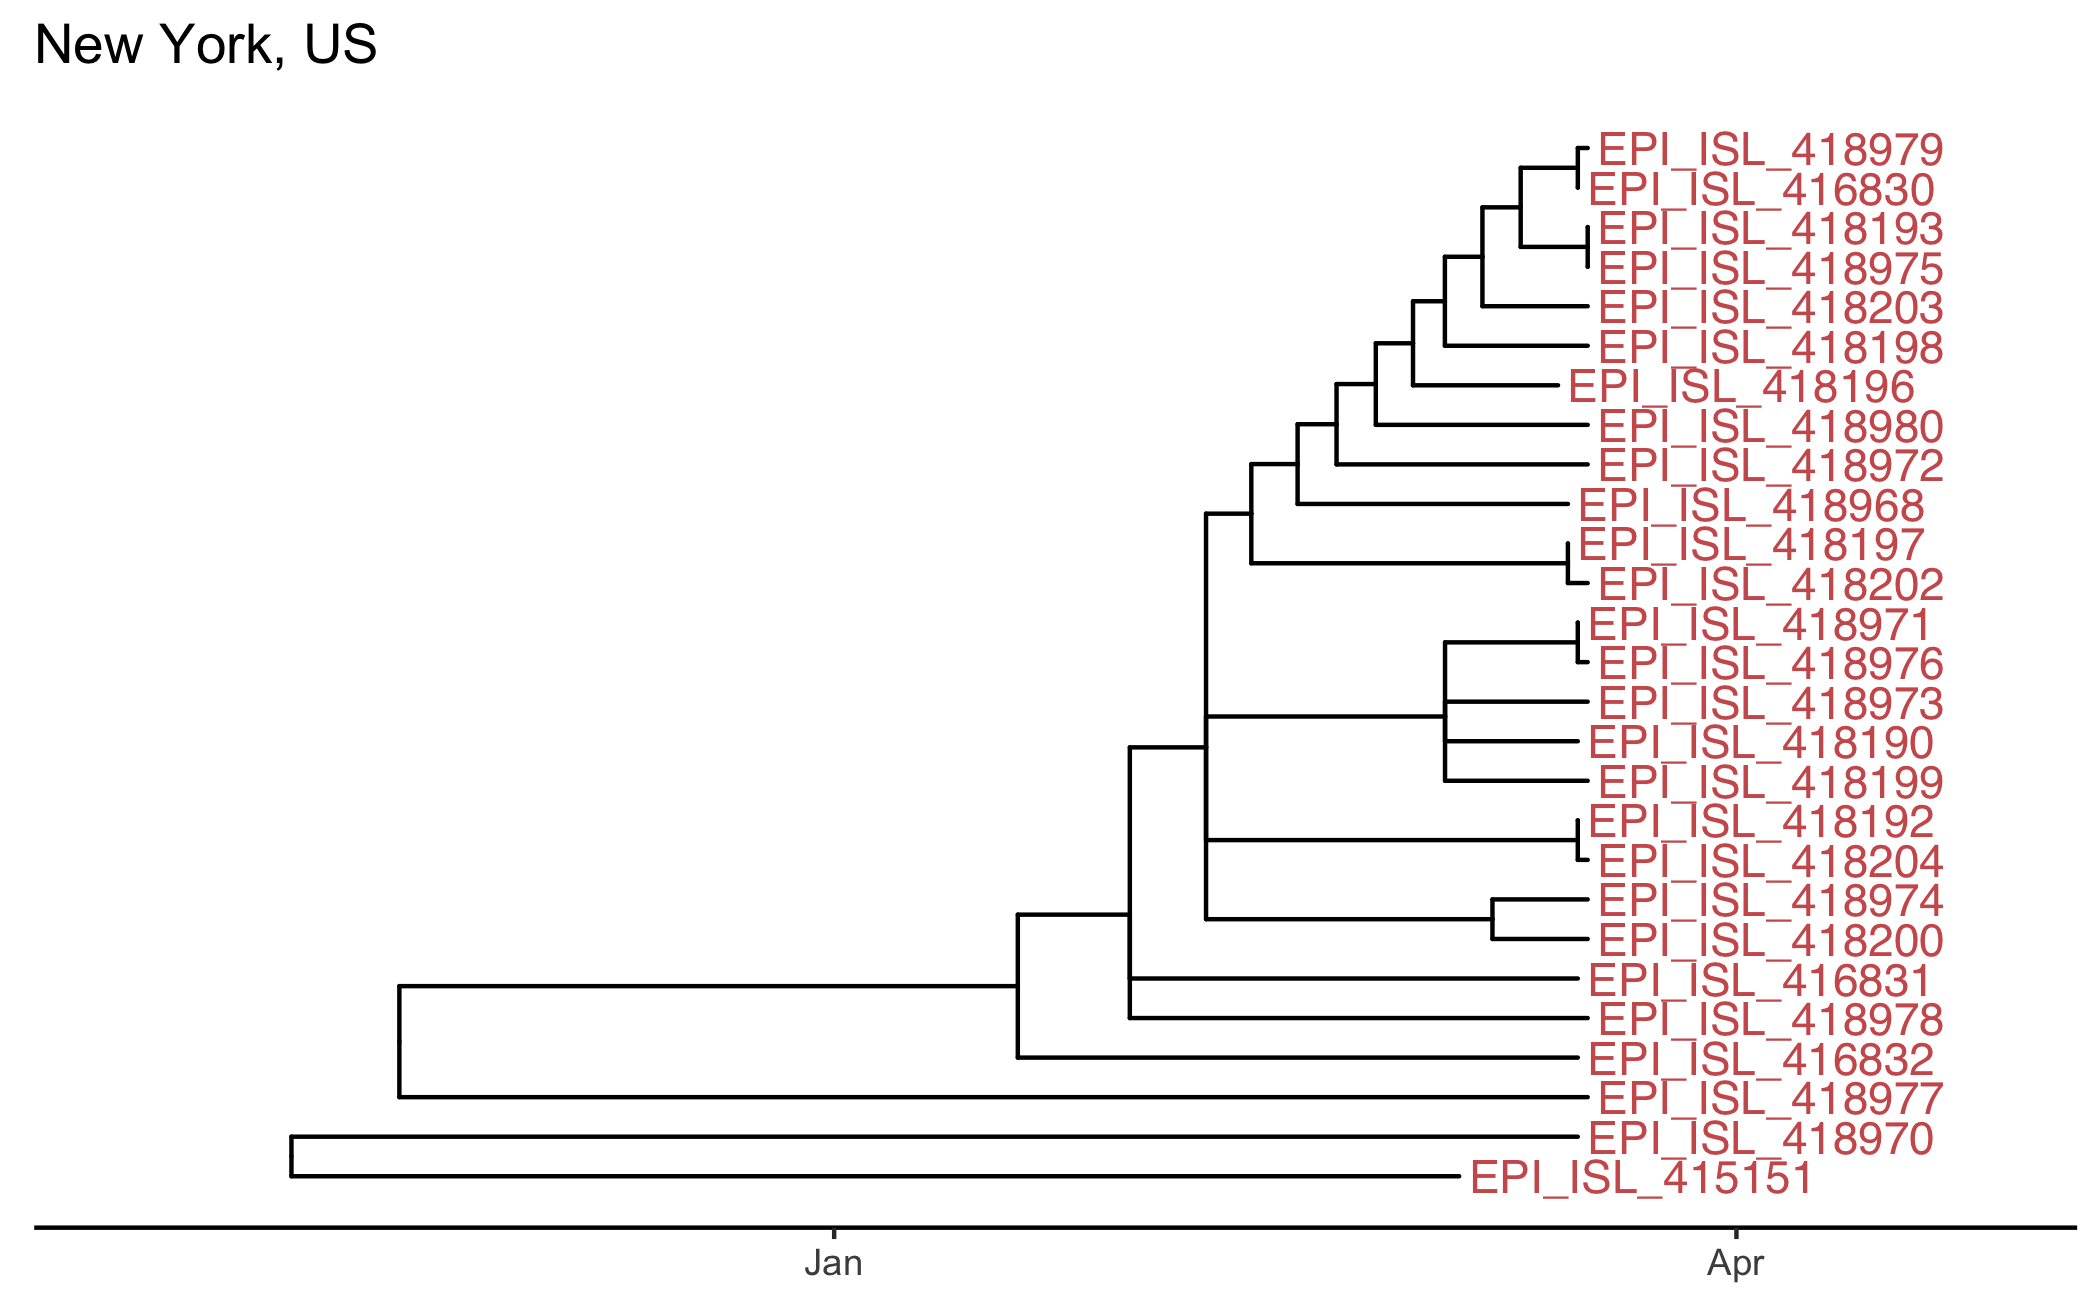 New York, US
EPI_ISL_418979
EPI_ISL_416830
EPI_ISL_418193
EPI_ISL_418975
EPI_ISL_418203
EPI_ISL_418198
EPI_ISL_418196
EPI_ISL_418980
EPI_ISL_418972
EPI_ISL_418968
EPI_ISL_418197
EPI_ISL_418202
EPI_ISL_418971
EPI_ISL_418976
EPI_ISL_418973
EPI_ISL_418190
EPI_ISL_418199
EPI_ISL_418192
EPI_ISL_418204
EPI_ISL_418974
EPI_ISL_418200
EPI_ISL_416831
EPI_ISL_418978
EPI_ISL_416832
EPI_ISL_418977
EPI_ISL_418970
EPI_ISL_415151
Jan Apr